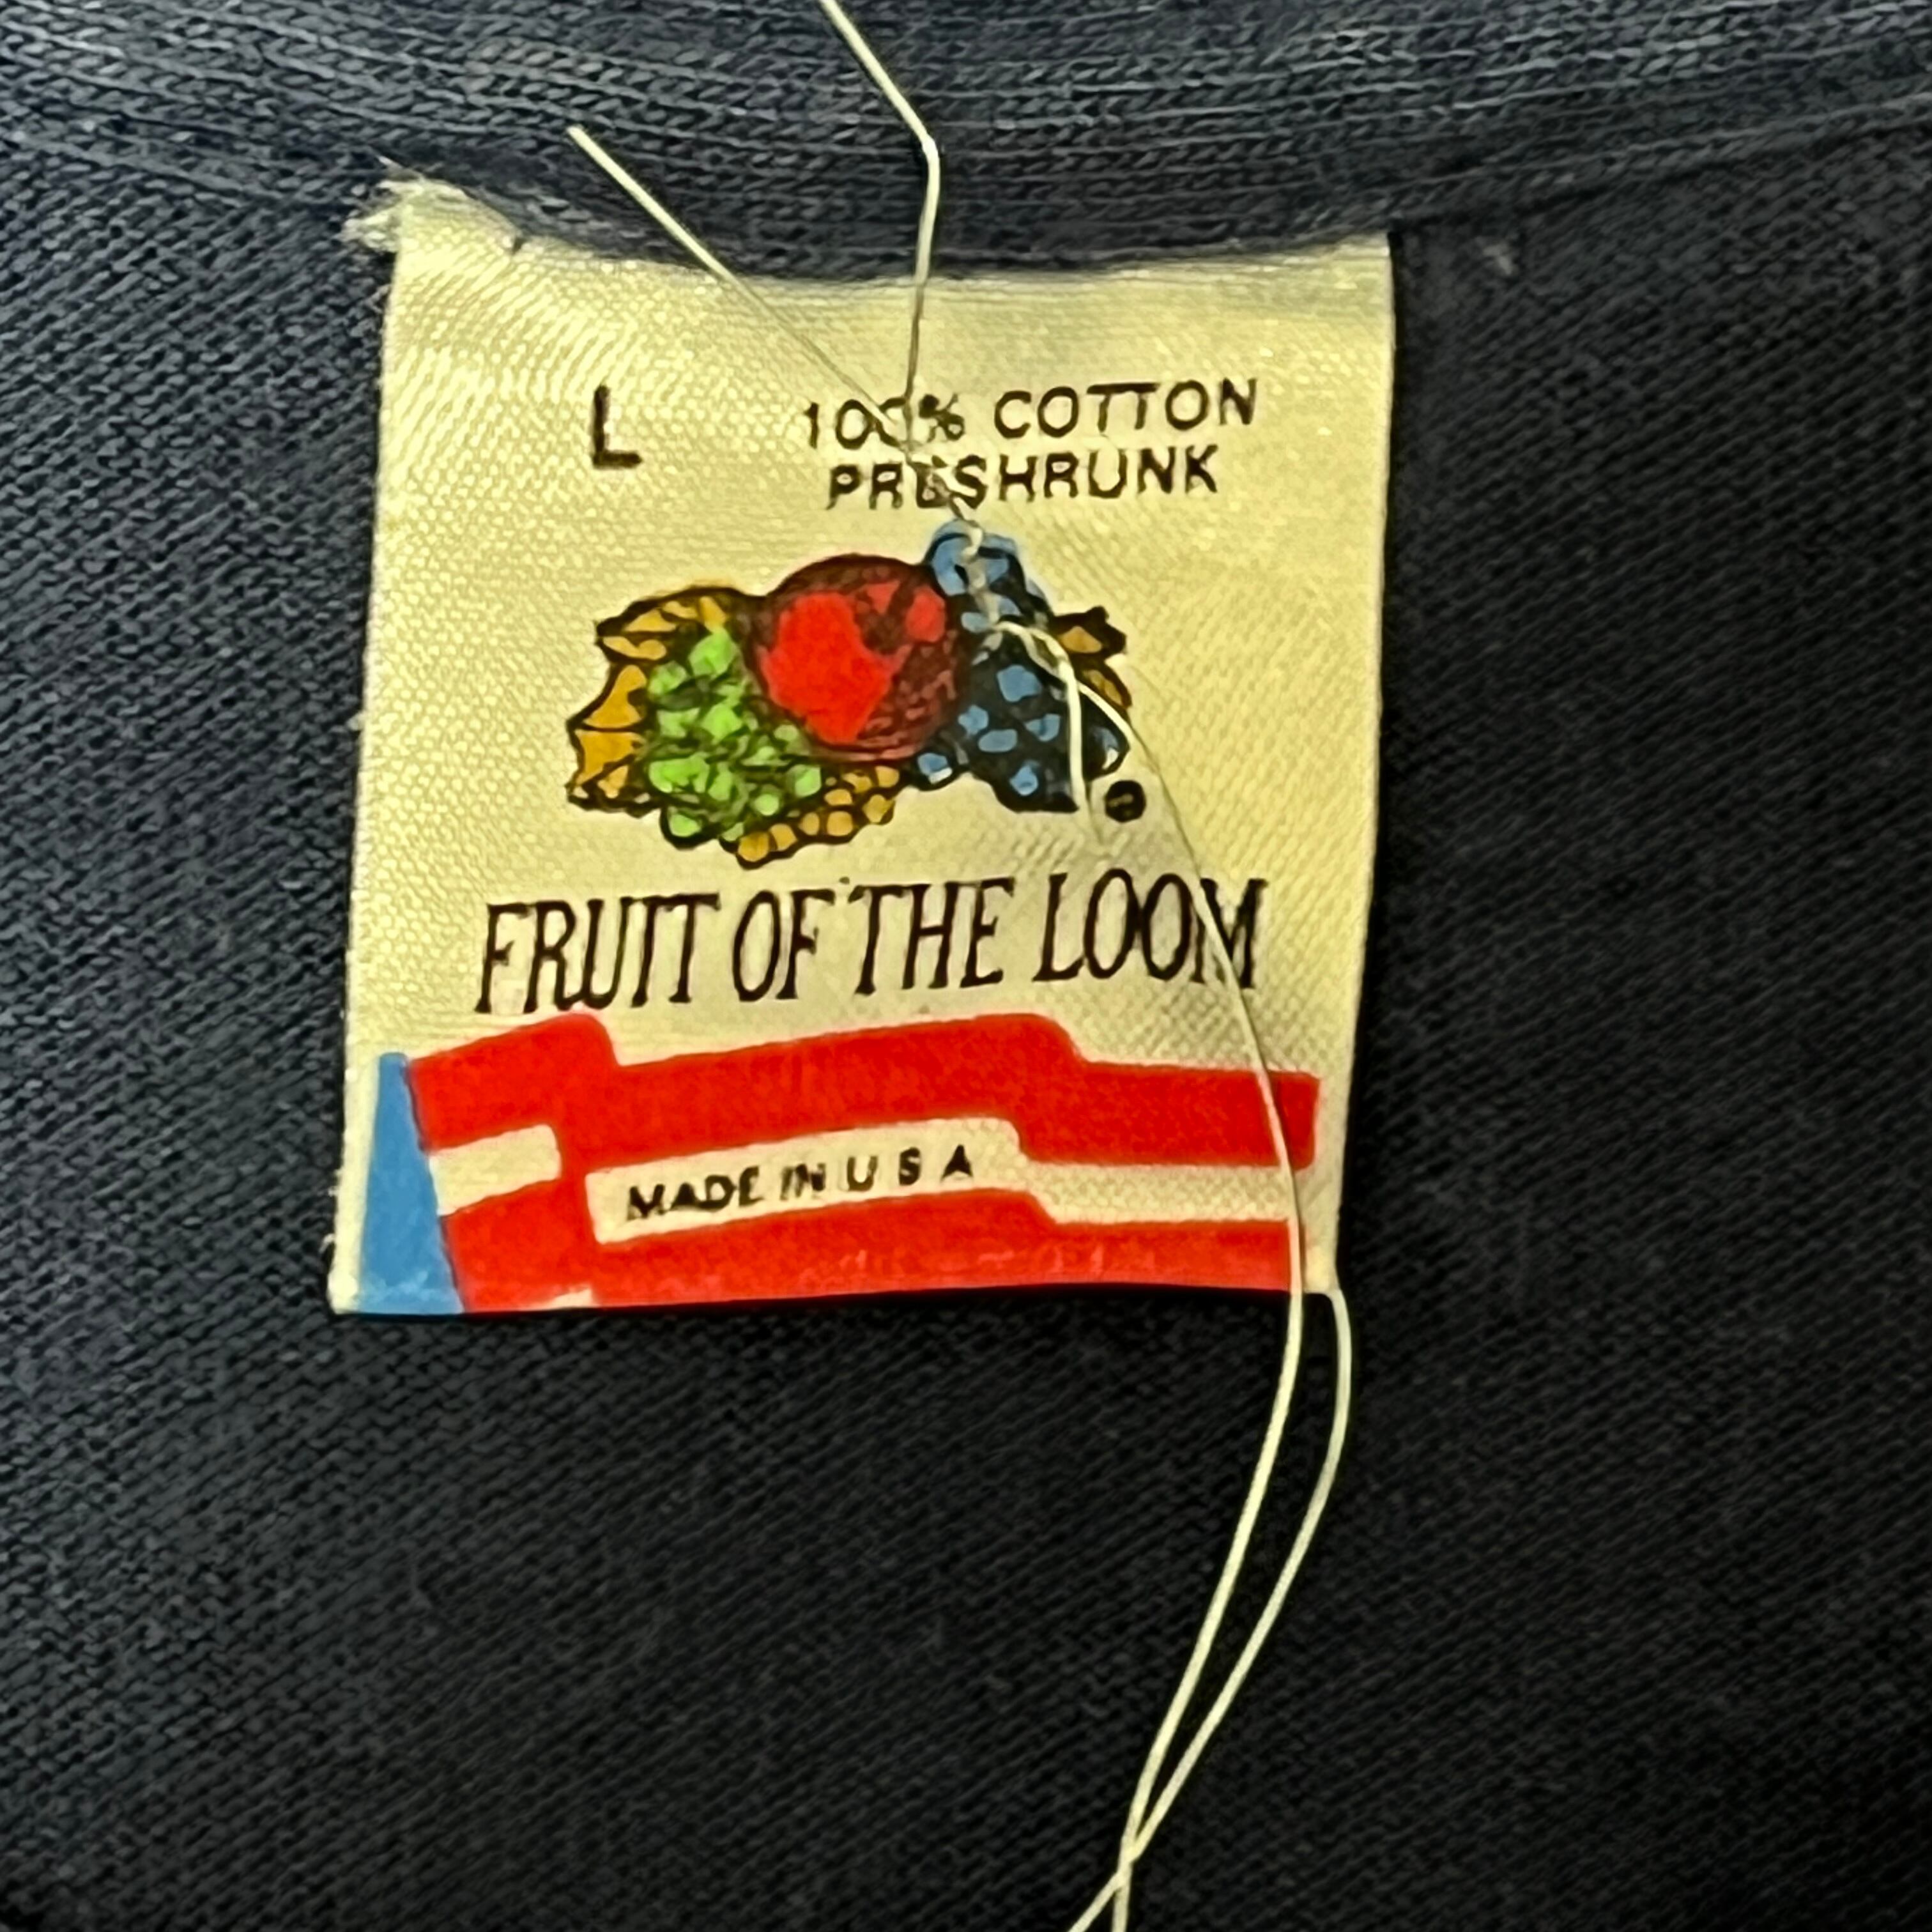 L 100% COTTON
PRESHRUNK
FRUIT OF THE LOOM
MADE IN U S A